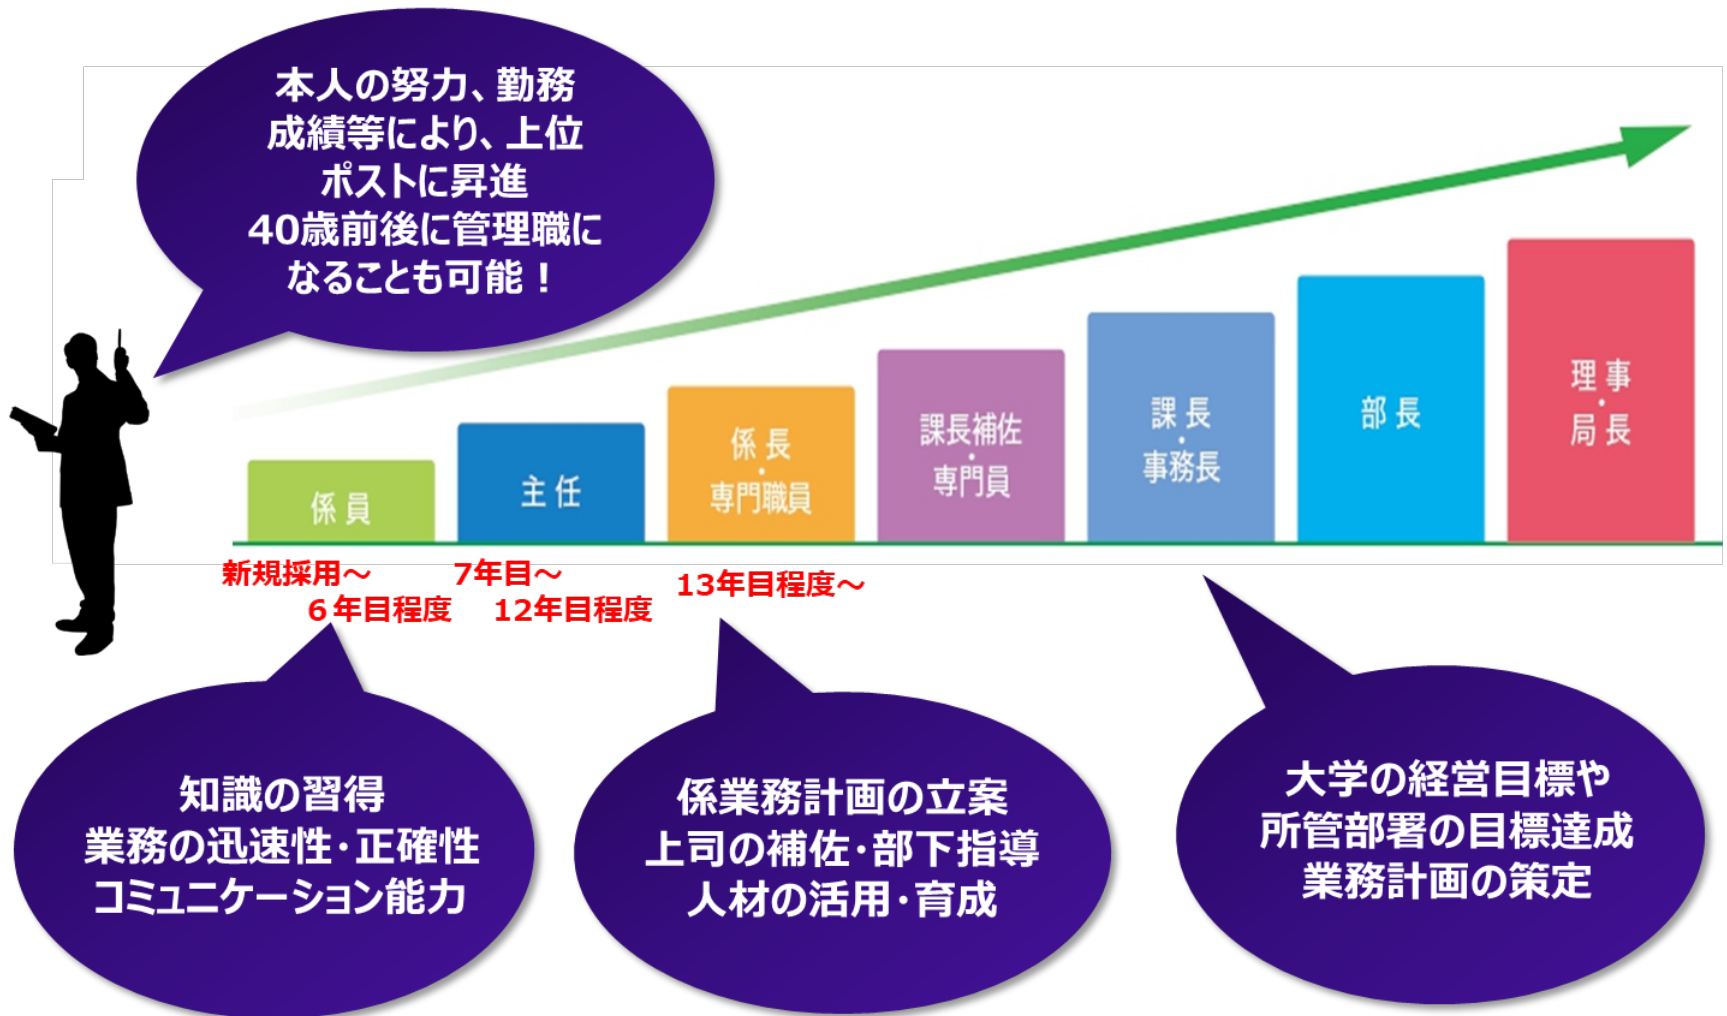 本人の努力、勤務
成績等により、上位
ポストに昇進
40歳前後に管理職に
なることも可能！
係員
主任
係長
・
専門職員
課長補佐
・
専門員
課長
・
事務長
部長
理事
・
局長
新規採用～
６年目程度
7年目～
12年目程度
13年目程度～
知識の習得
業務の迅速性・正確性
コミュニケーション能力
係業務計画の立案
上司の補佐・部下指導
人材の活用・育成
大学の経営目標や
所管部署の目標達成
業務計画の策定